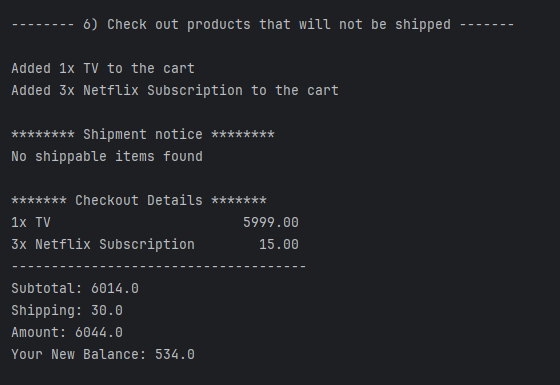 -------- 6) Check out products that will not be shipped -------
Added 1x TV to the cart
Added 3x Netflix Subscription to the cart
******** Shipment notice ********
No shippable items found
******* Checkout Details *******
1x TV                        5999.00
3x Netflix Subscription        15.00
-------------------------------------
Subtotal: 6014.0
Shipping: 30.0
Amount: 6044.0
Your New Balance: 534.0